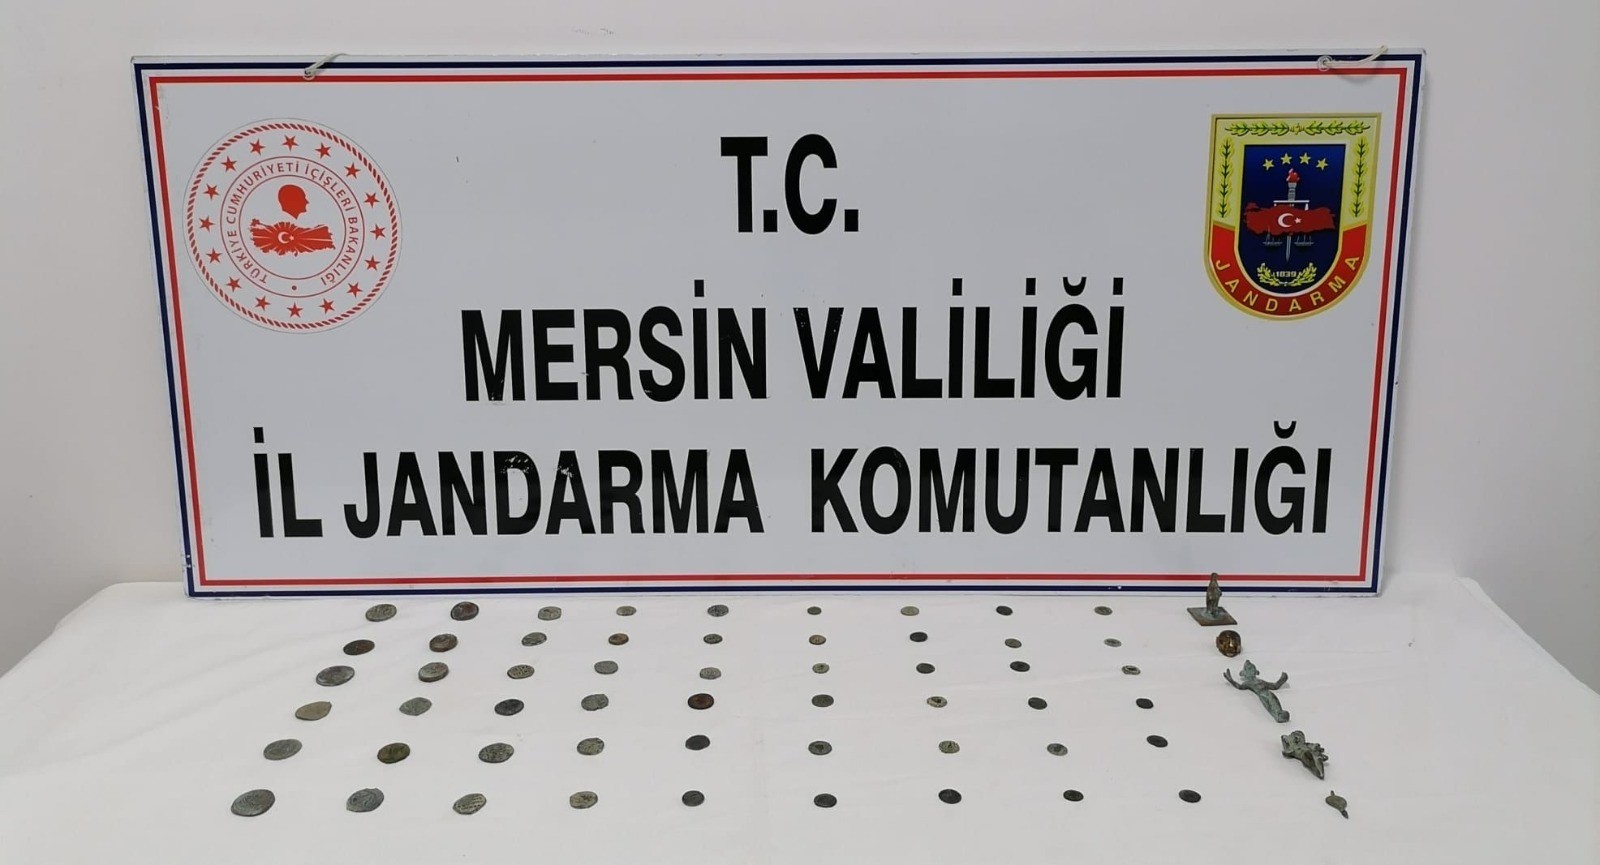 T.C.
MERSİN VALİLİĞİ
İL JANDARMA KOMUTANLIĞI
TÜRKİYE CUMHURİYETİ İÇİŞLERİ BAKANLIĞI
1839
JANDARMA